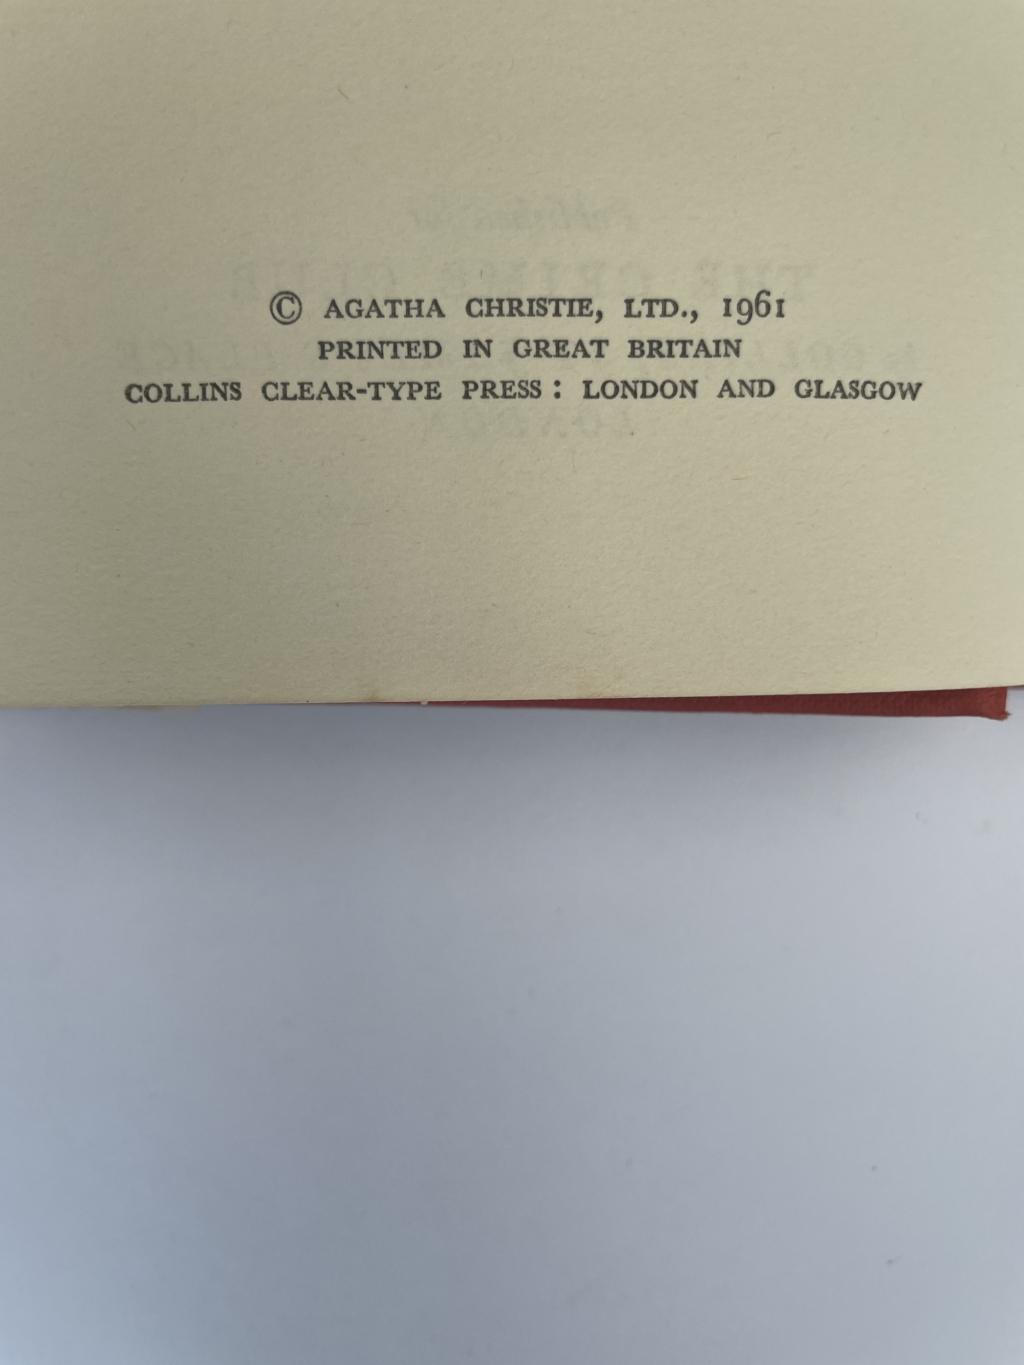 © AGATHA CHRISTIE, LTD., 1961
PRINTED IN GREAT BRITAIN
COLLINS CLEAR-TYPE PRESS: LONDON AND GLASGOW